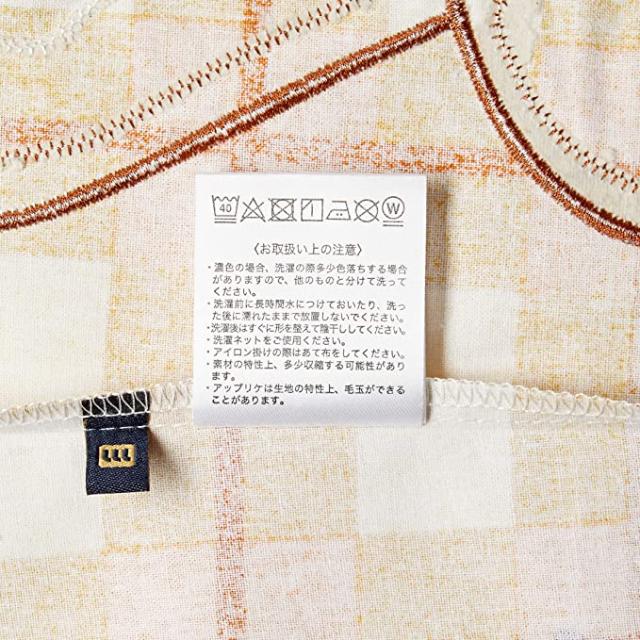 40
W
〈お取扱い上の注意〉
・濃色の場合、洗濯の際多少色落ちする場合
がありますので、他のものと分けて洗って
ください。
・洗濯前に長時間水につけておいたり、洗っ
た後に濡れたままで放置しないでください。
・洗濯後はすぐに形を整えて陰干ししてください。
・洗濯ネットをご使用ください。
・アイロン掛けの際はあて布をしてください。
・素材の特性上、多少収縮する可能性があり
ます。
・アップリケは生地の特性上、毛玉ができる
ことがあります。